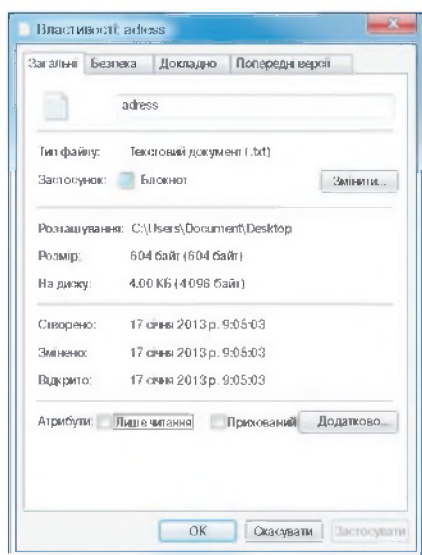 Властивості: adress
Загальні Безпека Докладно Попередні версії
adress
Тип файлу: Текстовий документ (.txt)
Застосунок: Блокнот Змінити...
Розташування: C:\Users\Document\Desktop
Розмір: 604 байт (604 байт)
На диску: 4.00 КБ (4096 байт)
Створено: 17 січня 2013 р. 9:05:03
Змінено: 17 січня 2013 р. 9:05:03
Відкрито: 17 січня 2013 р. 9:05:03
Атрибути: Лише читання Прихований Додатково...
ОК Скасувати Застосувати